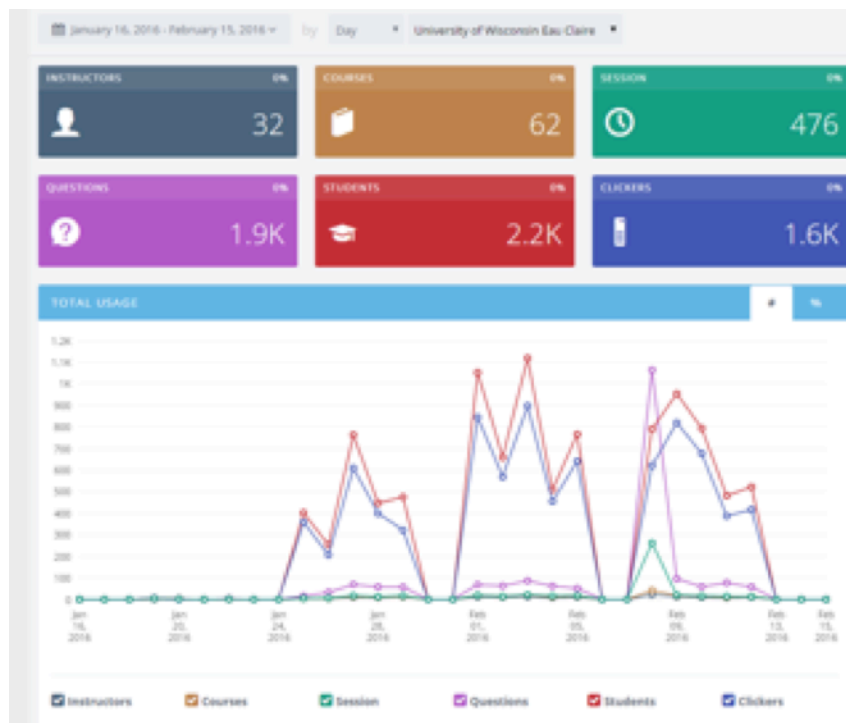 January 16, 2016 - February 15, 2016 by Day University of Wisconsin Eau Claire
INSTRUCTORS 0% COURSES 0% SESSION 0%
32 62 476
QUESTIONS 0% STUDENTS 0% CLICKERS 0%
1.9K 2.2K 1.6K
TOTAL USAGE # %
1.2K
1.1K
1K
900
800
700
600
500
400
300
200
100
0
Jan Jan Jan Jan Feb Feb Feb Feb Feb
16, 20, 24, 28, 01, 05, 09, 13, 15,
2016 2016 2016 2016 2016 2016 2016 2016 2016
Instructors Courses Session Questions Students Clickers